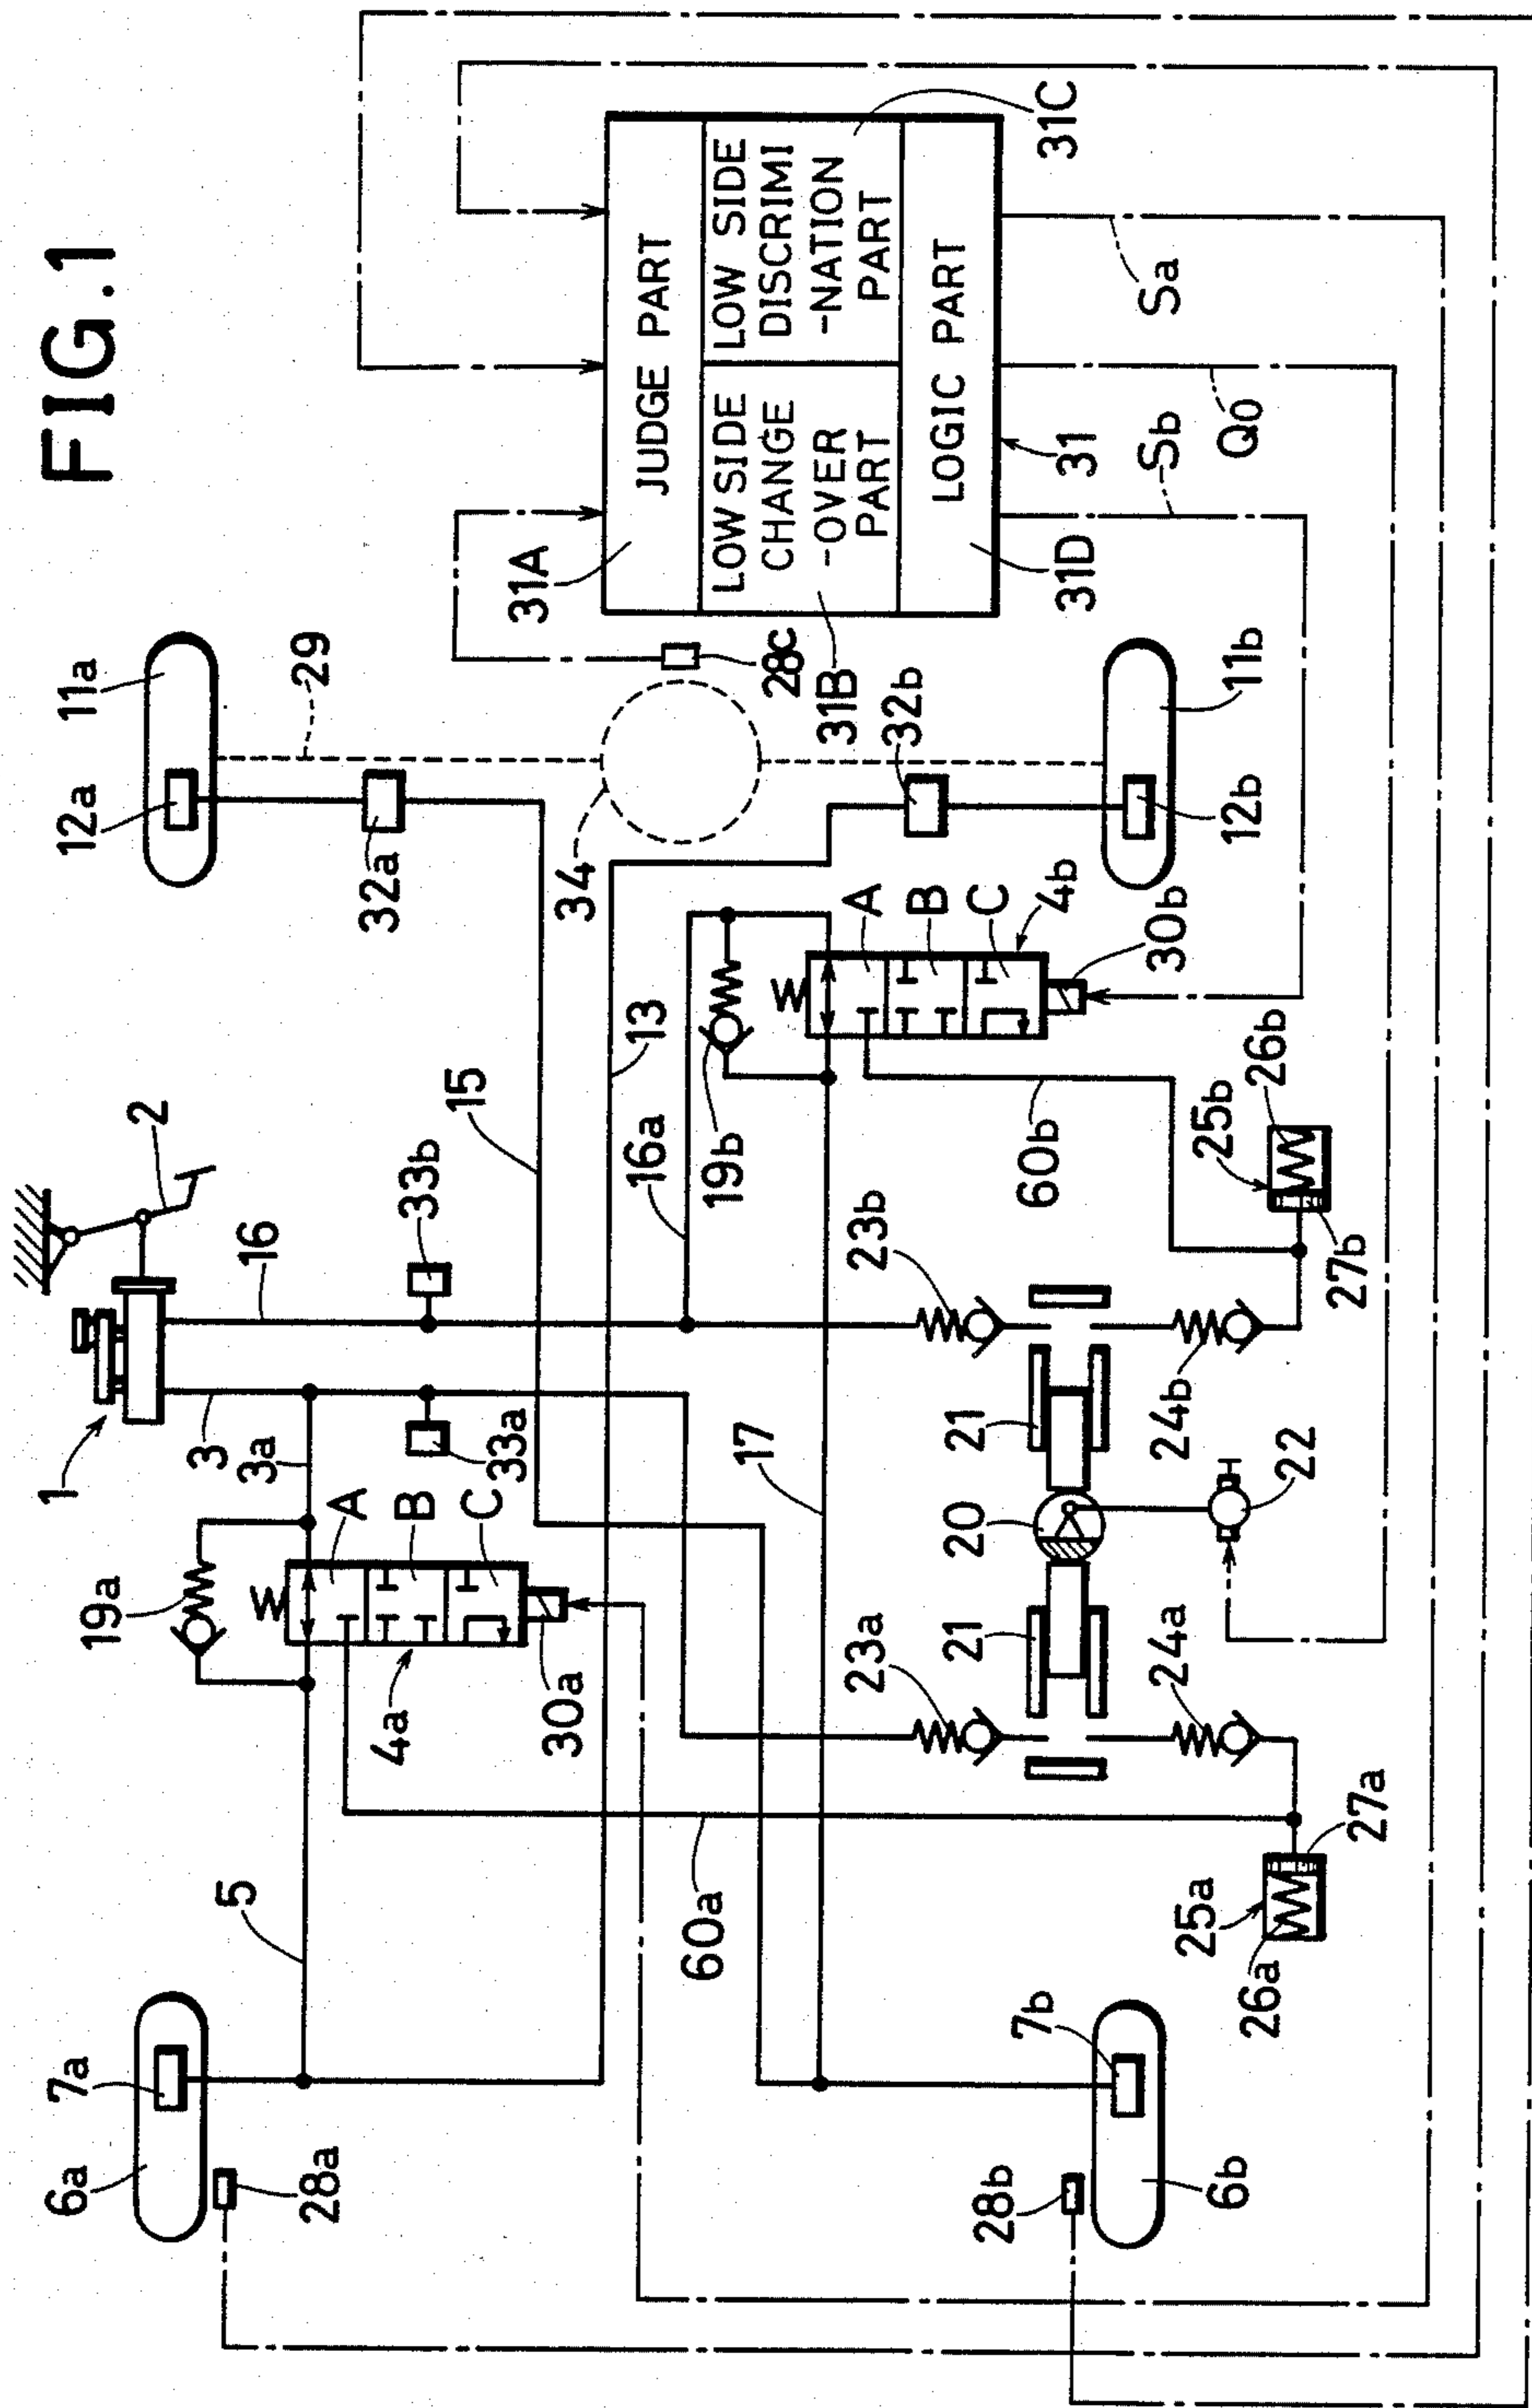 FIG.1
6a
7a
28a
5
19a
3a
3
1
2
16
33a
33b
A
B
C
4a
30a
15
13
16a
19b
12a
11a
29
32a
34
28C
31A
31B
31C
31D
31
JUDGE PART
LOW SIDE
CHANGE
-OVER
PART
LOW SIDE
DISCRIMI
-NATION
PART
LOGIC PART
Sa
Sb
Q0
32b
11b
12b
A
B
C
4b
30b
60a
60b
17
23a
23b
21
20
21
24a
24b
22
25a
26a
27a
25b
26b
27b
7b
28b
6b